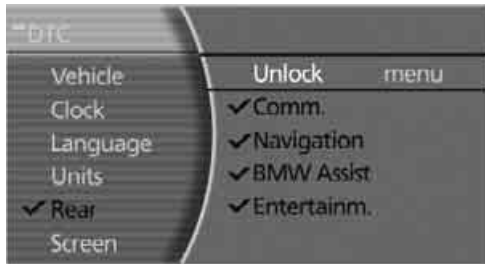 DTC
Vehicle
Clock
Language
Units
✔ Rear
Screen
Unlock menu
✔ Comm.
✔ Navigation
✔ BMW Assist
✔ Entertainm.